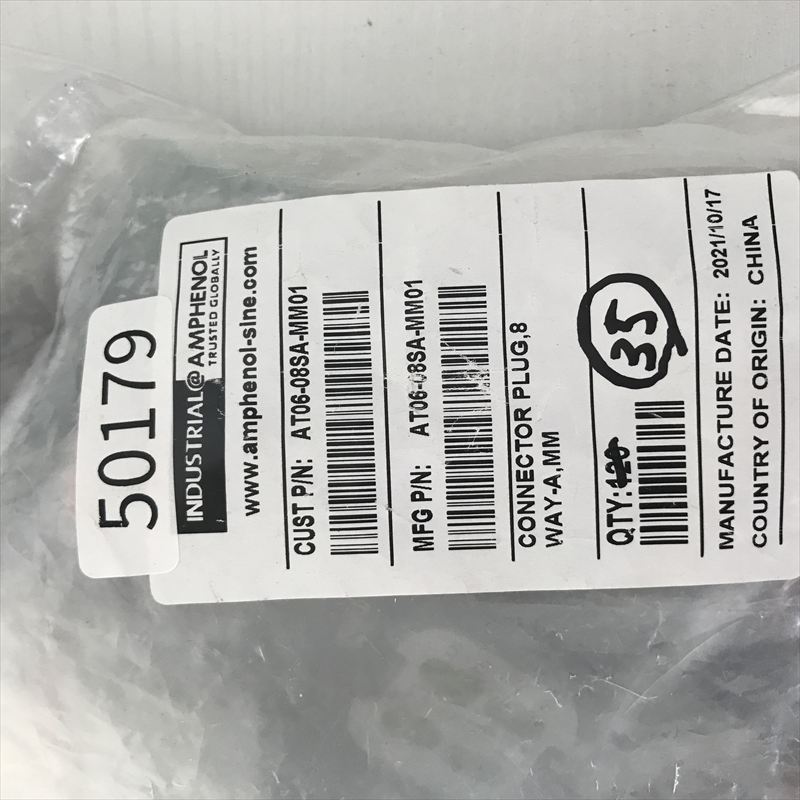 50179
INDUSTRIAL@AMPHENOL
TRUSTED GLOBALLY
www.amphenol-sine.com
CUST P/N: AT06-08SA-MM01
MFG P/N: AT06-08SA-MM01
CONNECTOR PLUG,8
WAY-A,MM
QTY: 120 35
MANUFACTURE DATE: 2021/10/17
COUNTRY OF ORIGIN: CHINA